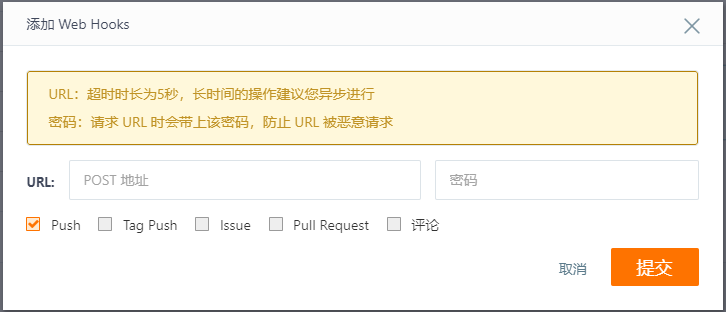 添加 Web Hooks
URL：超时时长为5秒，长时间的操作建议您异步进行
密码：请求 URL 时会带上该密码，防止 URL 被恶意请求
URL: POST 地址 密码
Push Tag Push Issue Pull Request 评论
取消 提交